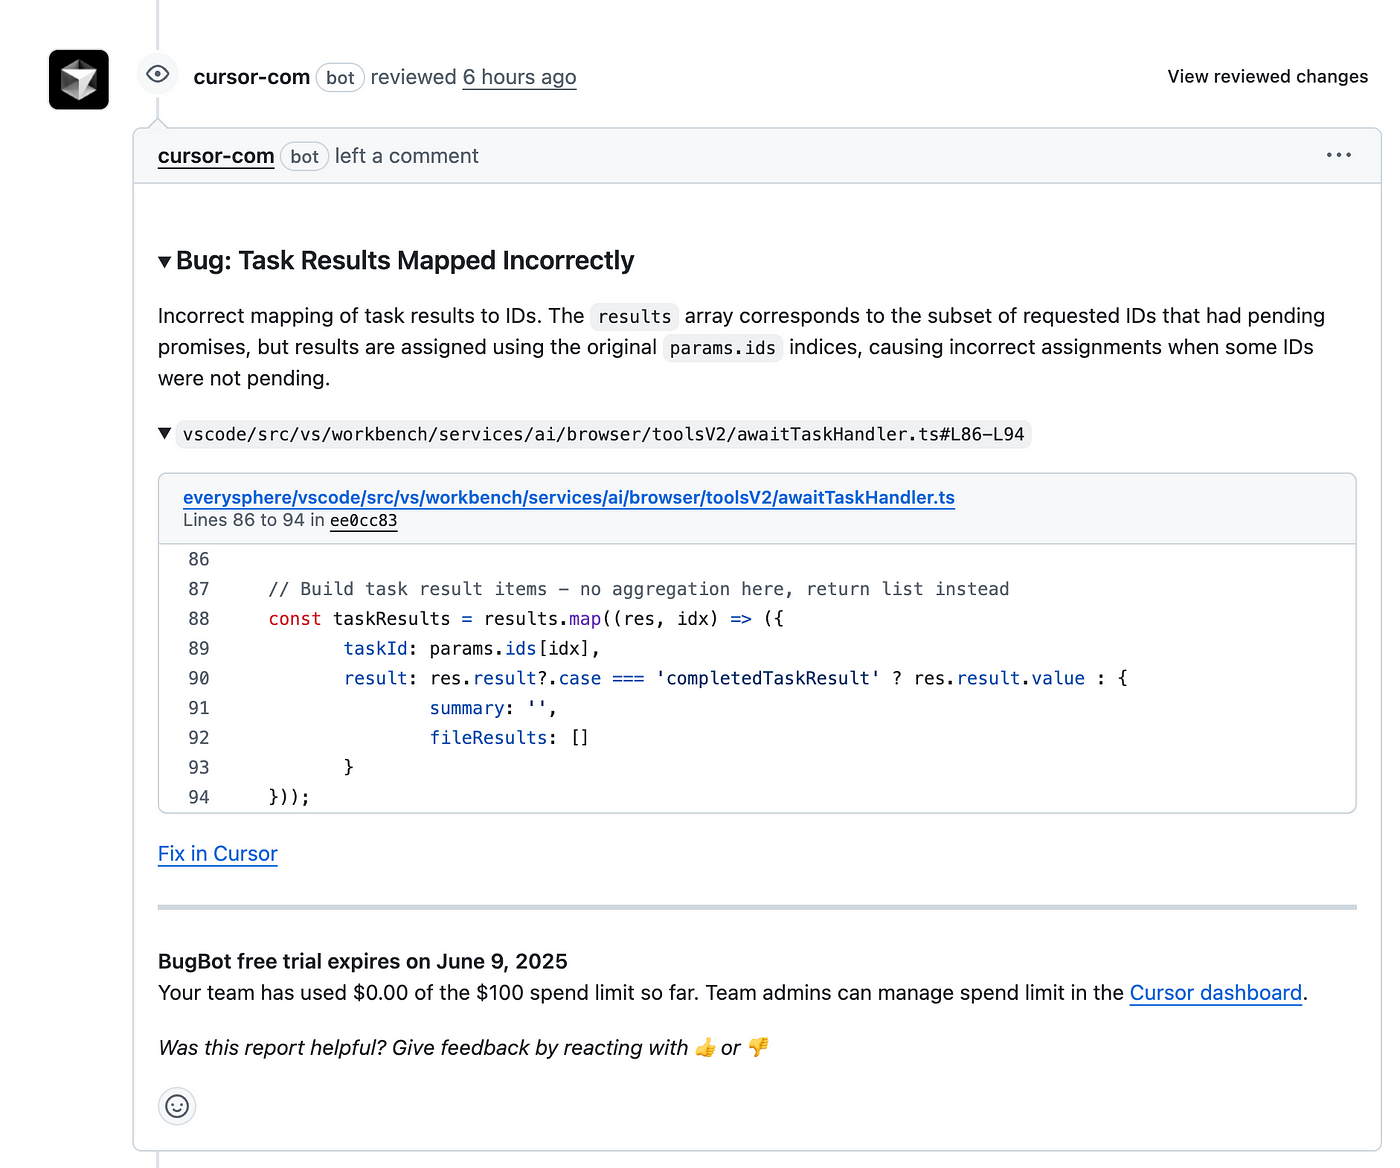 cursor-com bot reviewed 6 hours ago
View reviewed changes
cursor-com bot left a comment
Bug: Task Results Mapped Incorrectly
Incorrect mapping of task results to IDs. The results array corresponds to the subset of requested IDs that had pending
promises, but results are assigned using the original params.ids indices, causing incorrect assignments when some IDs
were not pending.
vscode/src/vs/workbench/services/ai/browser/toolsV2/awaitTaskHandler.ts#L86-L94
everysphere/vscode/src/vs/workbench/services/ai/browser/toolsV2/awaitTaskHandler.ts
Lines 86 to 94 in ee0cc83
86
87 // Build task result items – no aggregation here, return list instead
88 const taskResults = results.map((res, idx) => ({
89 taskId: params.ids[idx],
90 result: res.result?.case === 'completedTaskResult' ? res.result.value : {
91 summary: '',
92 fileResults: []
93 }
94 }));
Fix in Cursor
BugBot free trial expires on June 9, 2025
Your team has used $0.00 of the $100 spend limit so far. Team admins can manage spend limit in the Cursor dashboard.
Was this report helpful? Give feedback by reacting with 👍 or 👎